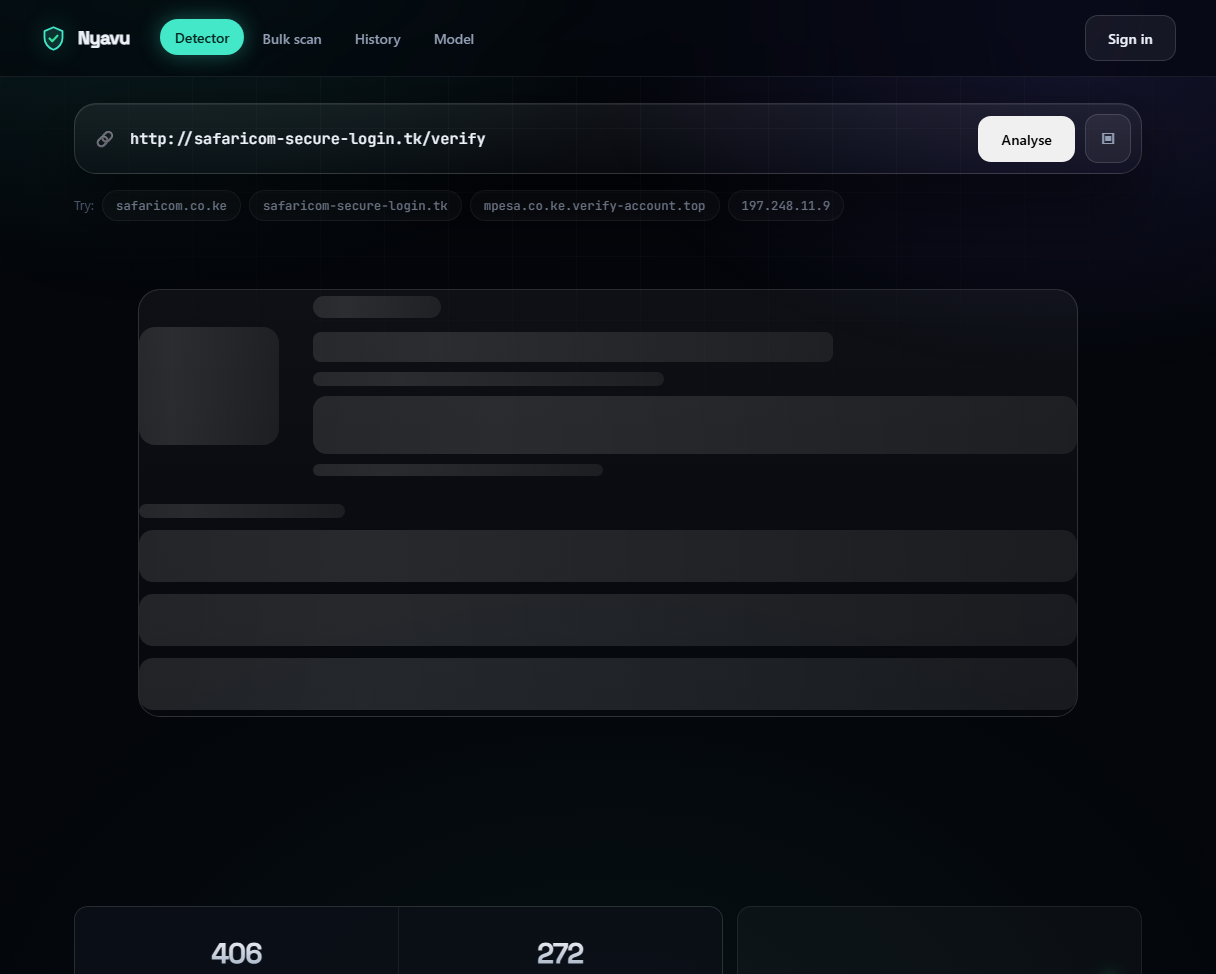 Nyavu
Detector
Bulk scan
History
Model
Sign in
http://safaricom-secure-login.tk/verify
Analyse
Try:
safaricom.co.ke
safaricom-secure-login.tk
mpesa.co.ke.verify-account.top
197.248.11.9
406
272